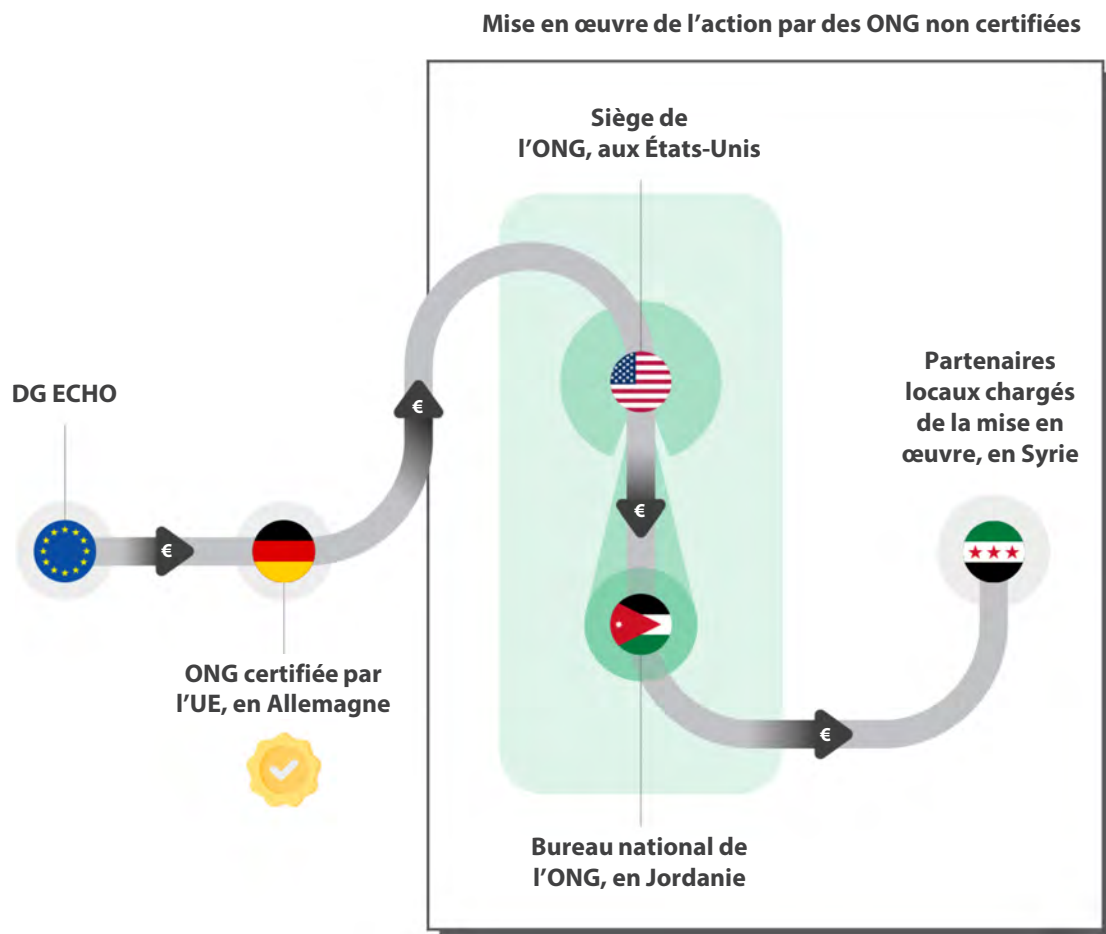 Mise en œuvre de l’action par des ONG non certifiées
Siège de
l’ONG, aux États-Unis
DG ECHO
Partenaires
locaux chargés
de la mise en
œuvre, en Syrie
€
€
€
€
ONG certifiée par
l’UE, en Allemagne
Bureau national de
l’ONG, en Jordanie